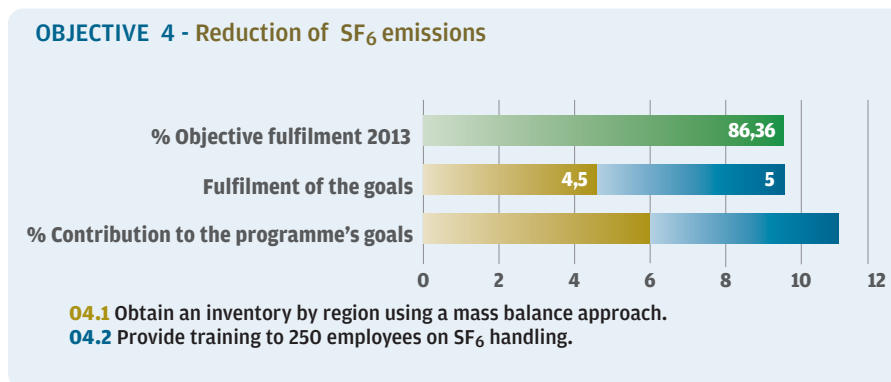 OBJECTIVE 4 - Reduction of SF6 emissions
% Objective fulfilment 2013
86,36
Fulfilment of the goals
4,5
5
% Contribution to the programme's goals
0 2 4 6 8 10 12
O4.1 Obtain an inventory by region using a mass balance approach.
O4.2 Provide training to 250 employees on SF6 handling.